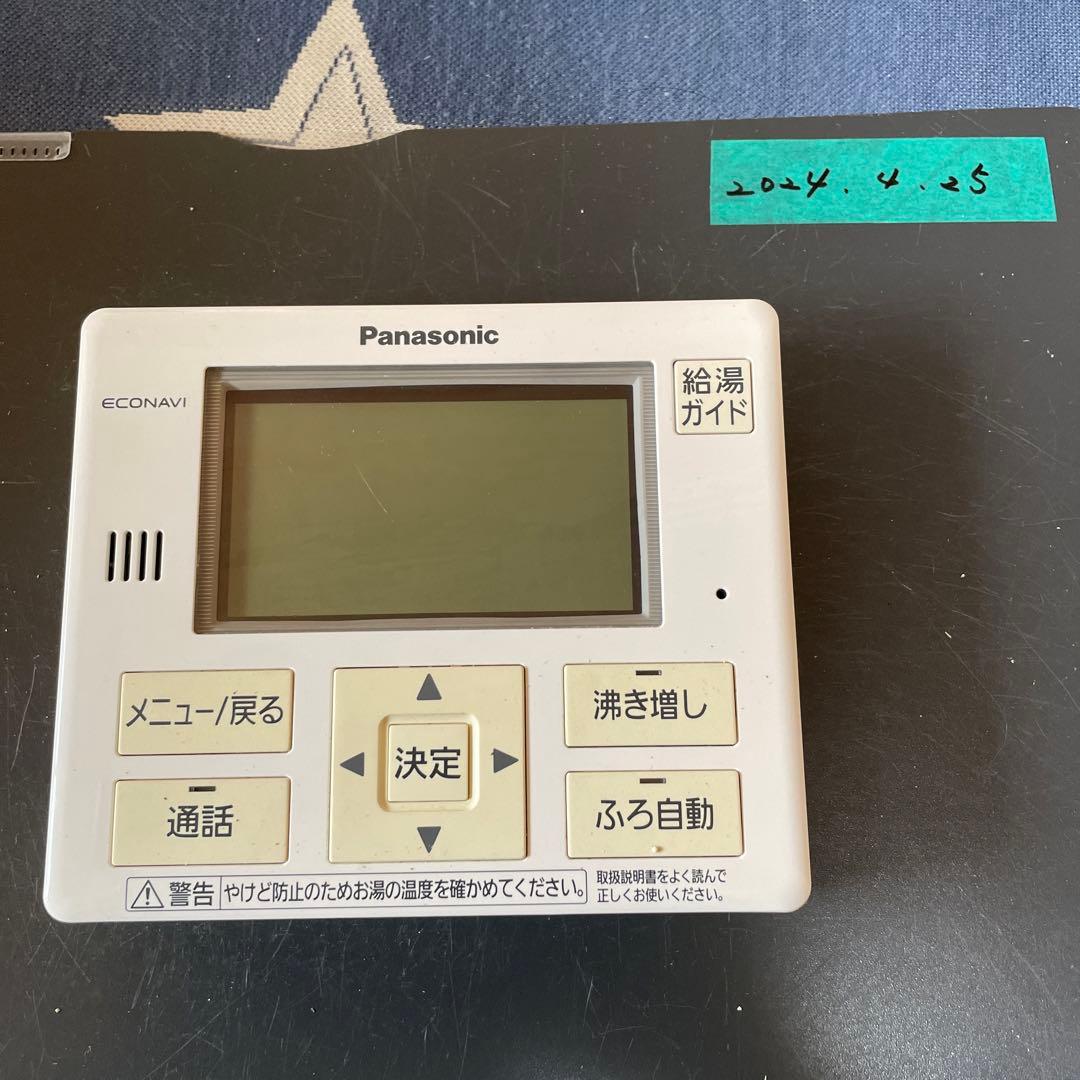 2024.4.25
Panasonic
ECONAVI
給湯
ガイド
メニュー/戻る
決定
沸き増し
通話
ふろ自動
警告 やけど防止のためお湯の温度を確かめてください。
取扱説明書をよく読んで
正しくお使いください。